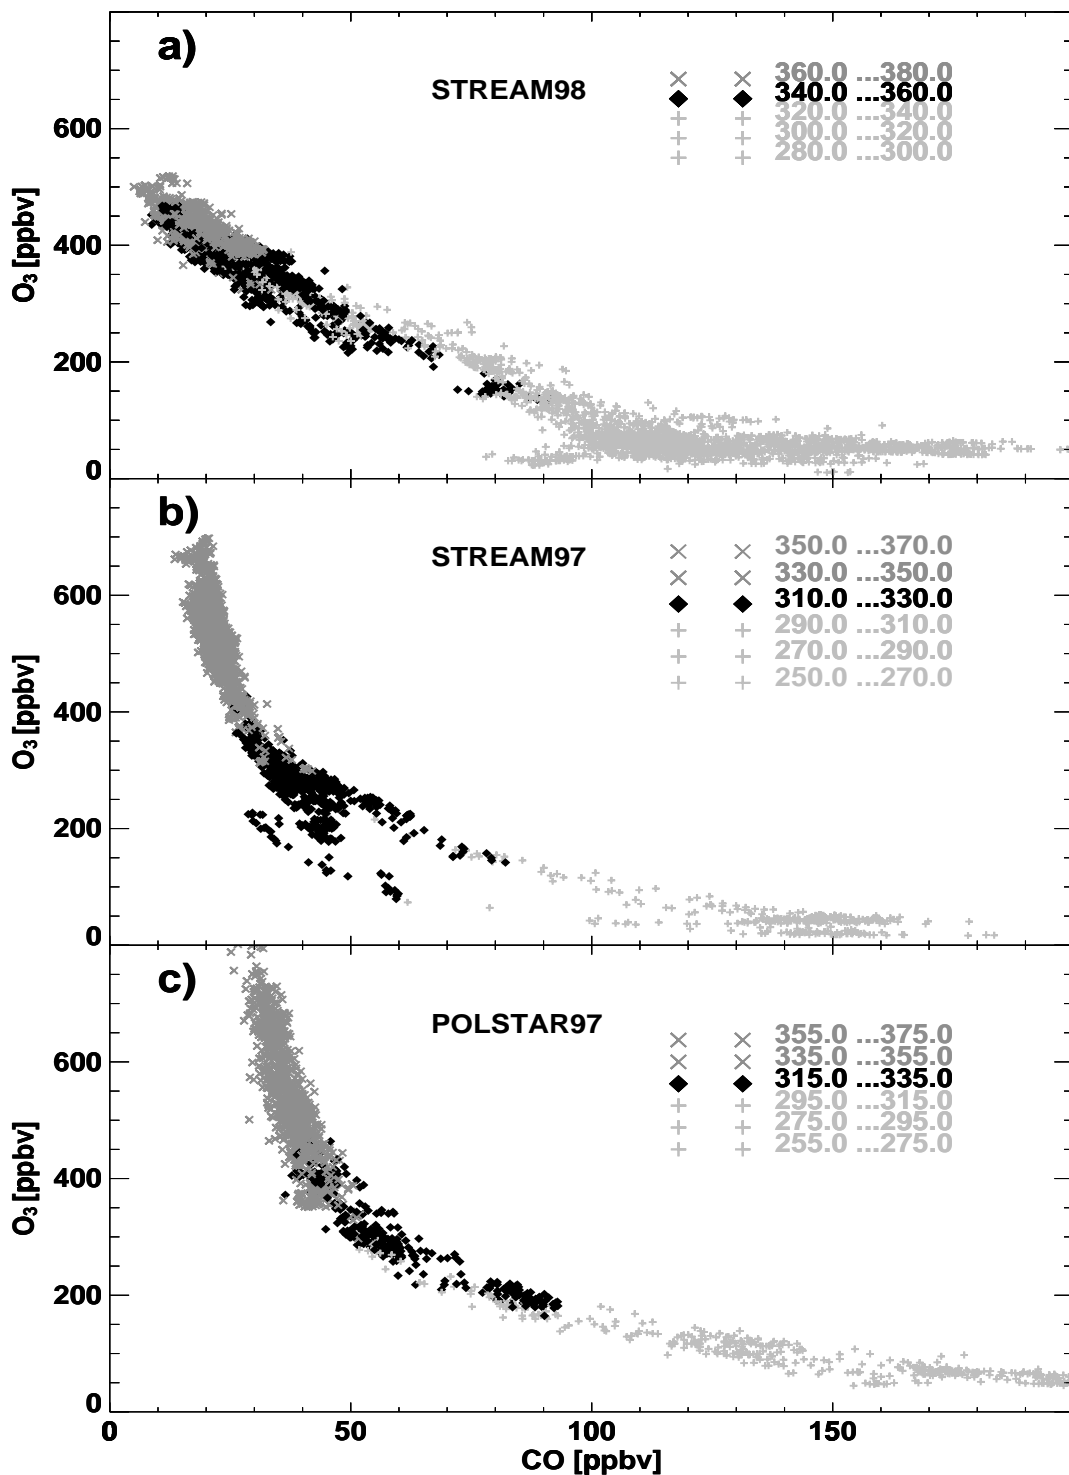 a)
STREAM98
360.0 ...380.0
340.0 ...360.0
320.0 ...340.0
300.0 ...320.0
280.0 ...300.0
600
400
200
0
O3 [ppbv]
b)
STREAM97
350.0 ...370.0
330.0 ...350.0
310.0 ...330.0
290.0 ...310.0
270.0 ...290.0
250.0 ...270.0
600
400
200
0
O3 [ppbv]
c)
POLSTAR97
355.0 ...375.0
335.0 ...355.0
315.0 ...335.0
295.0 ...315.0
275.0 ...295.0
255.0 ...275.0
600
400
200
0
O3 [ppbv]
0 50 100 150
CO [ppbv]